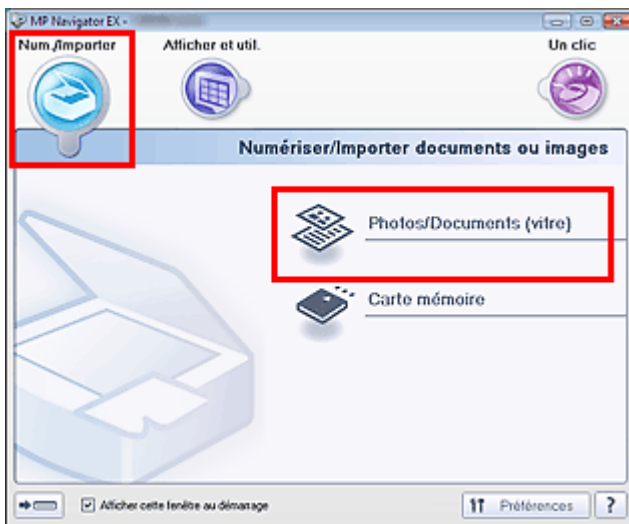 MP Navigator EX -
Num./Importer
Afficher et util.
Un clic
Numériser/Importer documents ou images
Photos/Documents (vitre)
Carte mémoire
Afficher cette fenêtre au démarrage
Préférences
?